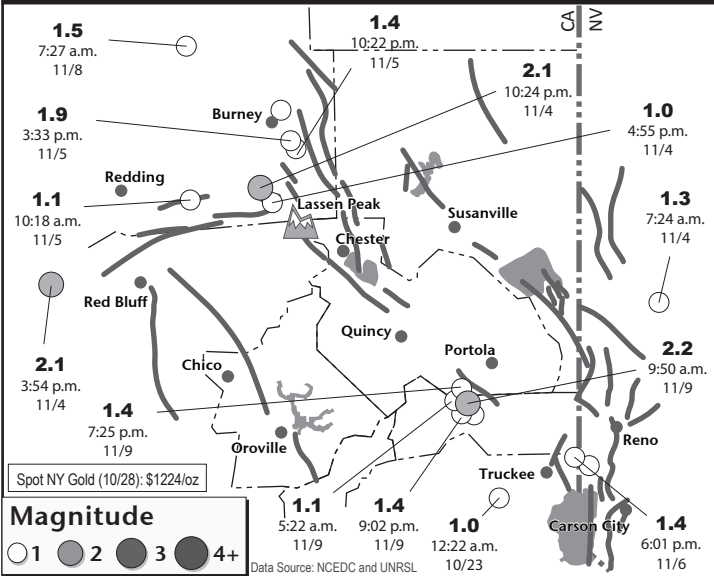 CA
NV
1.5
7:27 a.m.
11/8
1.4
10:22 p.m.
11/5
2.1
10:24 p.m.
11/4
1.9
3:33 p.m.
11/5
Burney
1.0
4:55 p.m.
11/4
Redding
1.1
10:18 a.m.
11/5
Lassen Peak
Susanville
1.3
7:24 a.m.
11/4
Chester
Red Bluff
Quincy
2.1
3:54 p.m.
11/4
Portola
2.2
9:50 a.m.
11/9
Chico
1.4
7:25 p.m.
11/9
Oroville
Reno
Truckee
Spot NY Gold (10/28): $1224/oz
1.1
5:22 a.m.
11/9
1.4
9:02 p.m.
11/9
1.0
12:22 a.m.
10/23
Carson City
1.4
6:01 p.m.
11/6
Magnitude
1 2 3 4+
Data Source: NCEDC and UNRSL